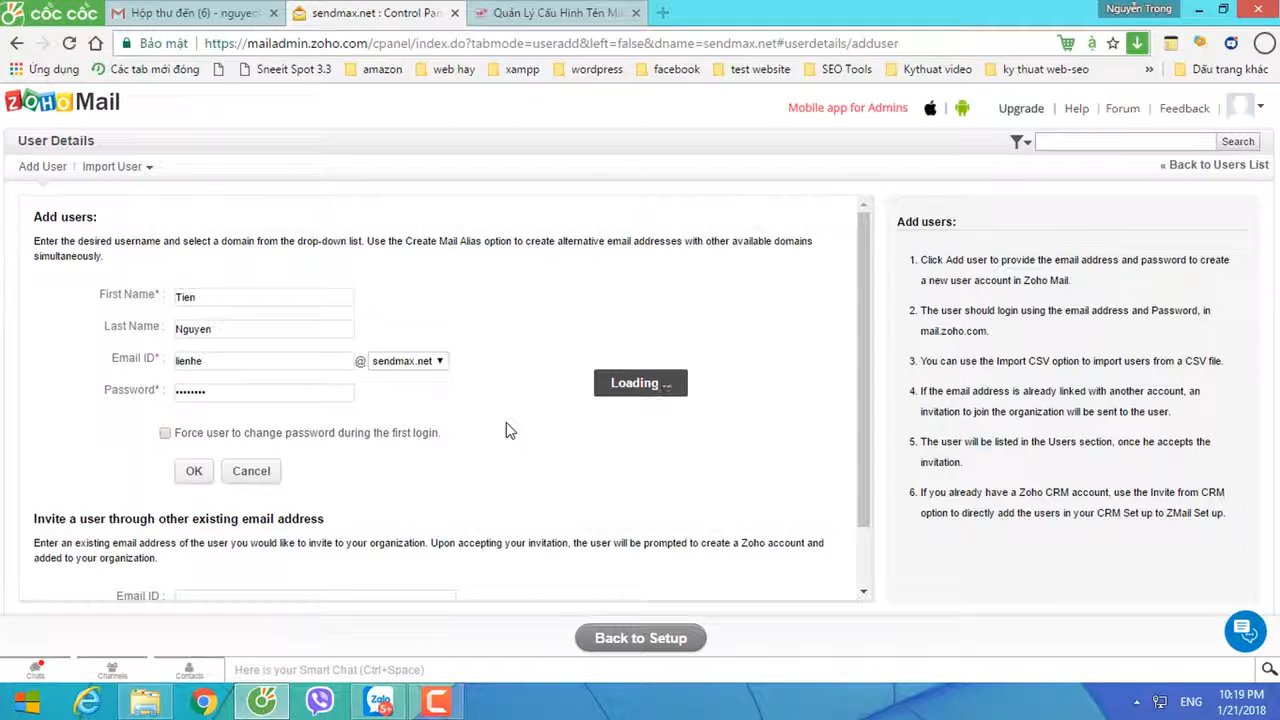 CỐC CỐC
Hộp thư đến (6) - nguyent
sendmax.net : Control Pan
Quản Lý Cấu Hình Tên Mi
Nguyễn Trong
Bảo mật
https://mailadmin.zoho.com/cpanel/index.do?tabmode=useradd&left=false&dname=sendmax.net#userdetails/adduser
Ứng dụng
Các tab mới đóng
Sneeit Spot 3.3
amazon
web hay
xampp
wordpress
facebook
test website
SEO Tools
Kythuat video
ky thuat web-seo
»
Dấu trang khác
ZOHO Mail
Mobile app for Admins
Upgrade
Help
Forum
Feedback
User Details
Search
Add User
Import User
« Back to Users List
Add users:
Enter the desired username and select a domain from the drop-down list. Use the Create Mail Alias option to create alternative email addresses with other available domains
simultaneously.
First Name* : Tien
Last Name : Nguyen
Email ID* : lienhe @ sendmax.net
Password* : ••••••••
Loading ...
Force user to change password during the first login.
OK
Cancel
Invite a user through other existing email address
Enter an existing email address of the user you would like to invite to your organization. Upon accepting your invitation, the user will be prompted to create a Zoho account and
added to your organization.
Email ID :
Add users:
1. Click Add user to provide the email address and password to create
a new user account in Zoho Mail.
2. The user should login using the email address and Password, in
mail.zoho.com.
3. You can use the Import CSV option to import users from a CSV file.
4. If the email address is already linked with another account, an
invitation to join the organization will be sent to the user.
5. The user will be listed in the Users section, once he accepts the
invitation.
6. If you already have a Zoho CRM account, use the Invite from CRM
option to directly add the users in your CRM Set up to ZMail Set up.
Back to Setup
Chats
Channels
Contacts
Here is your Smart Chat (Ctrl+Space)
Zalo
5+
ENG
10:19 PM
1/21/2018